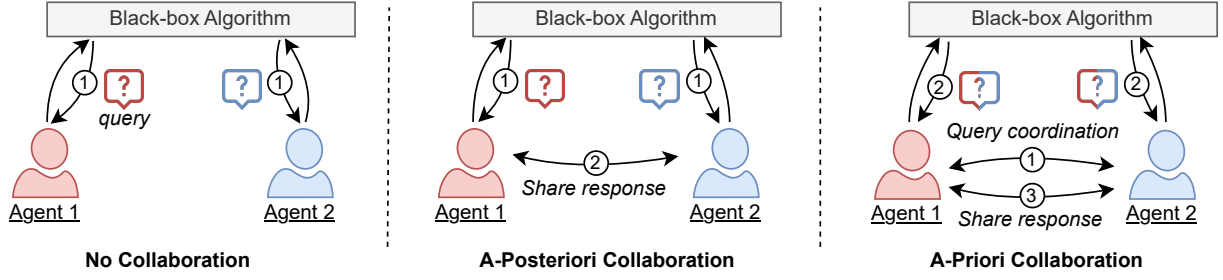 Black-box Algorithm
1
?
?
1
query
Agent 1
Agent 2
No Collaboration
Black-box Algorithm
1
?
?
1
2
Share response
Agent 1
Agent 2
A-Posteriori Collaboration
Black-box Algorithm
2
?
?
2
Query coordination
1
3
Agent 1
Share response
Agent 2
A-Priori Collaboration